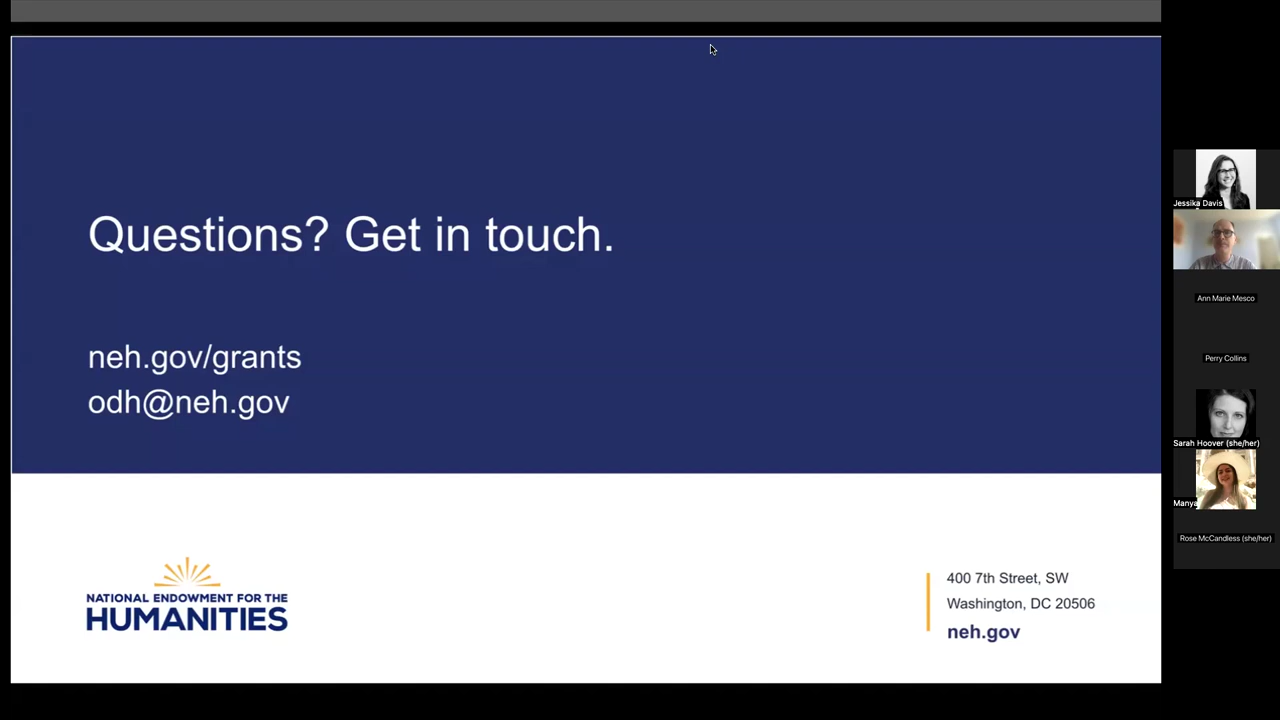 Questions? Get in touch.
neh.gov/grants
odh@neh.gov
NATIONAL ENDOWMENT FOR THE
HUMANITIES
400 7th Street, SW
Washington, DC 20506
neh.gov
Jessika Davis
Ann Marie Mesco
Perry Collins
Sarah Hoover (she/her)
Manya
Rose McCandless (she/her)